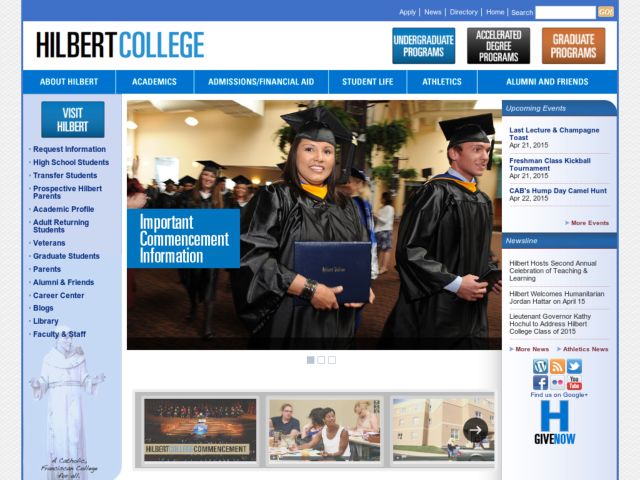 Apply | News | Directory | Home | Search GO!
HILBERTCOLLEGE
UNDERGRADUATE
PROGRAMS
ACCELERATED
DEGREE
PROGRAMS
GRADUATE
PROGRAMS
ABOUT HILBERT
ACADEMICS
ADMISSIONS/FINANCIAL AID
STUDENT LIFE
ATHLETICS
ALUMNI AND FRIENDS
VISIT
HILBERT
Request Information
High School Students
Transfer Students
Prospective Hilbert
Parents
Academic Profile
Adult Returning
Students
Veterans
Graduate Students
Parents
Alumni & Friends
Career Center
Blogs
Library
Faculty & Staff
A Catholic,
Franciscan College
for all.
Important
Commencement
Information
HILBERTCOLLEGE COMMENCEMENT
Upcoming Events
Last Lecture & Champagne
Toast
Apr 21, 2015
Freshman Class Kickball
Tournament
Apr 21, 2015
CAB's Hump Day Camel Hunt
Apr 22, 2015
More Events
Newsline
Hilbert Hosts Second Annual
Celebration of Teaching &
Learning
Hilbert Welcomes Humanitarian
Jordan Hattar on April 15
Lieutenant Governor Kathy
Hochul to Address Hilbert
College Class of 2015
More News
Athletics News
You
Tube
Find us on Google+
H
GIVENOW